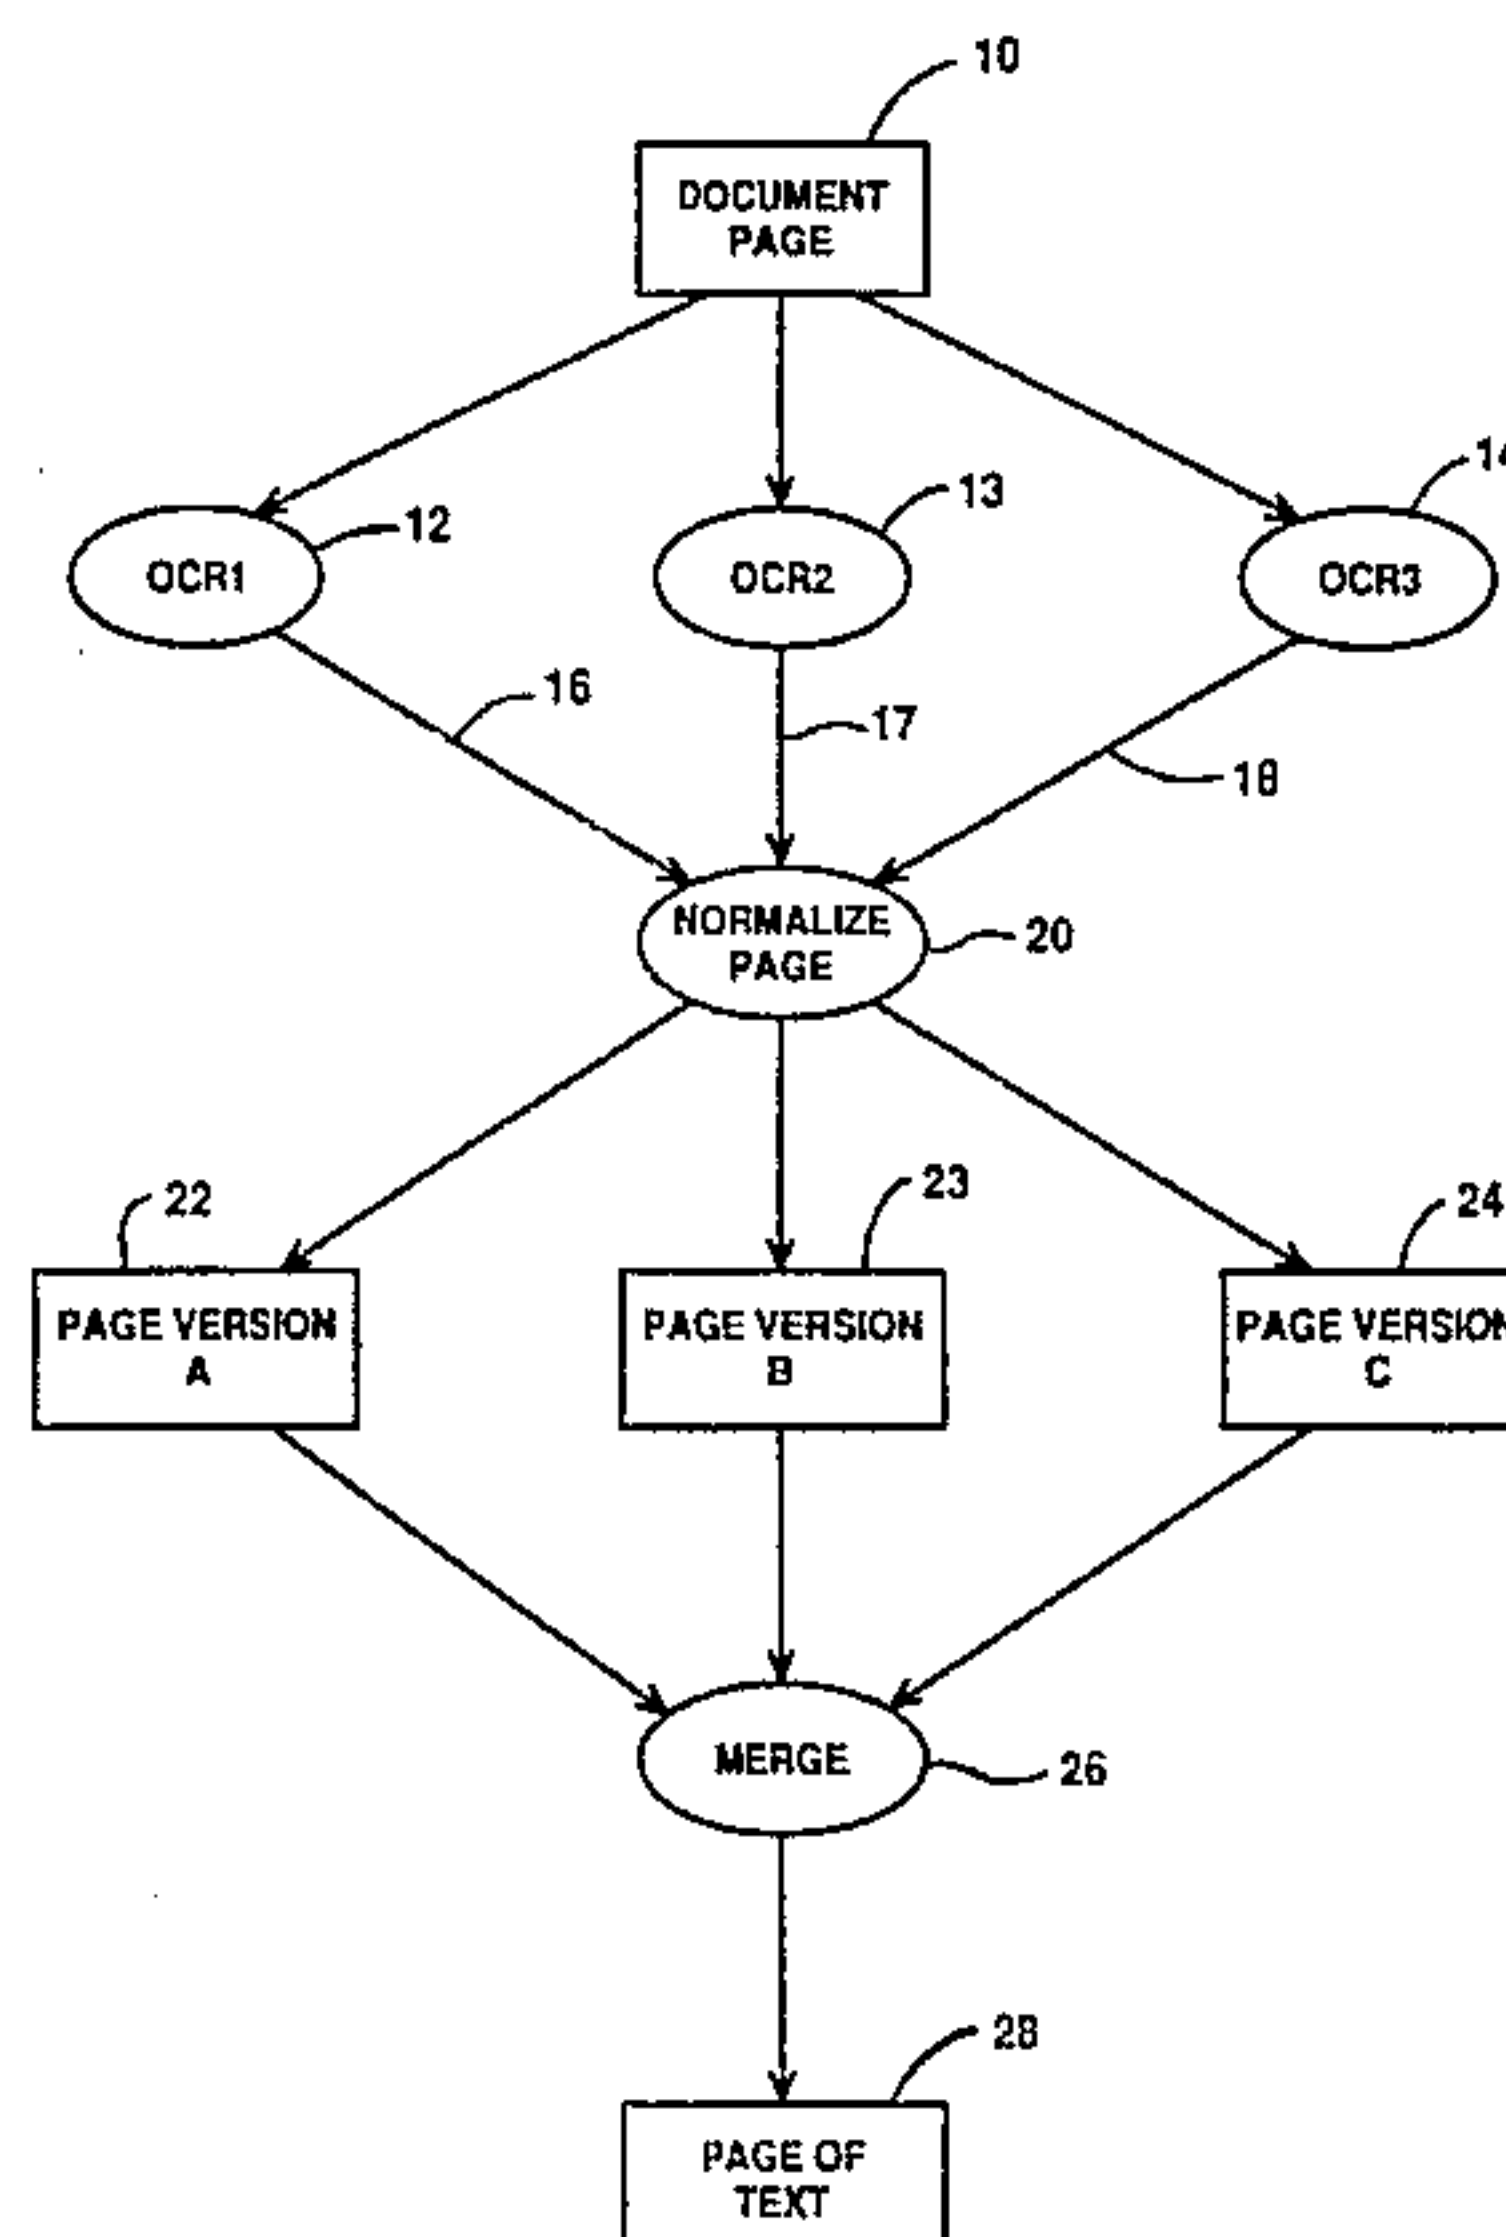 10
DOCUMENT
PAGE
12
13
14
OCR1
OCR2
OCR3
16
17
18
NORMALIZE
PAGE
20
22
23
24
PAGE VERSION
A
PAGE VERSION
B
PAGE VERSION
C
MERGE
26
28
PAGE OF
TEXT